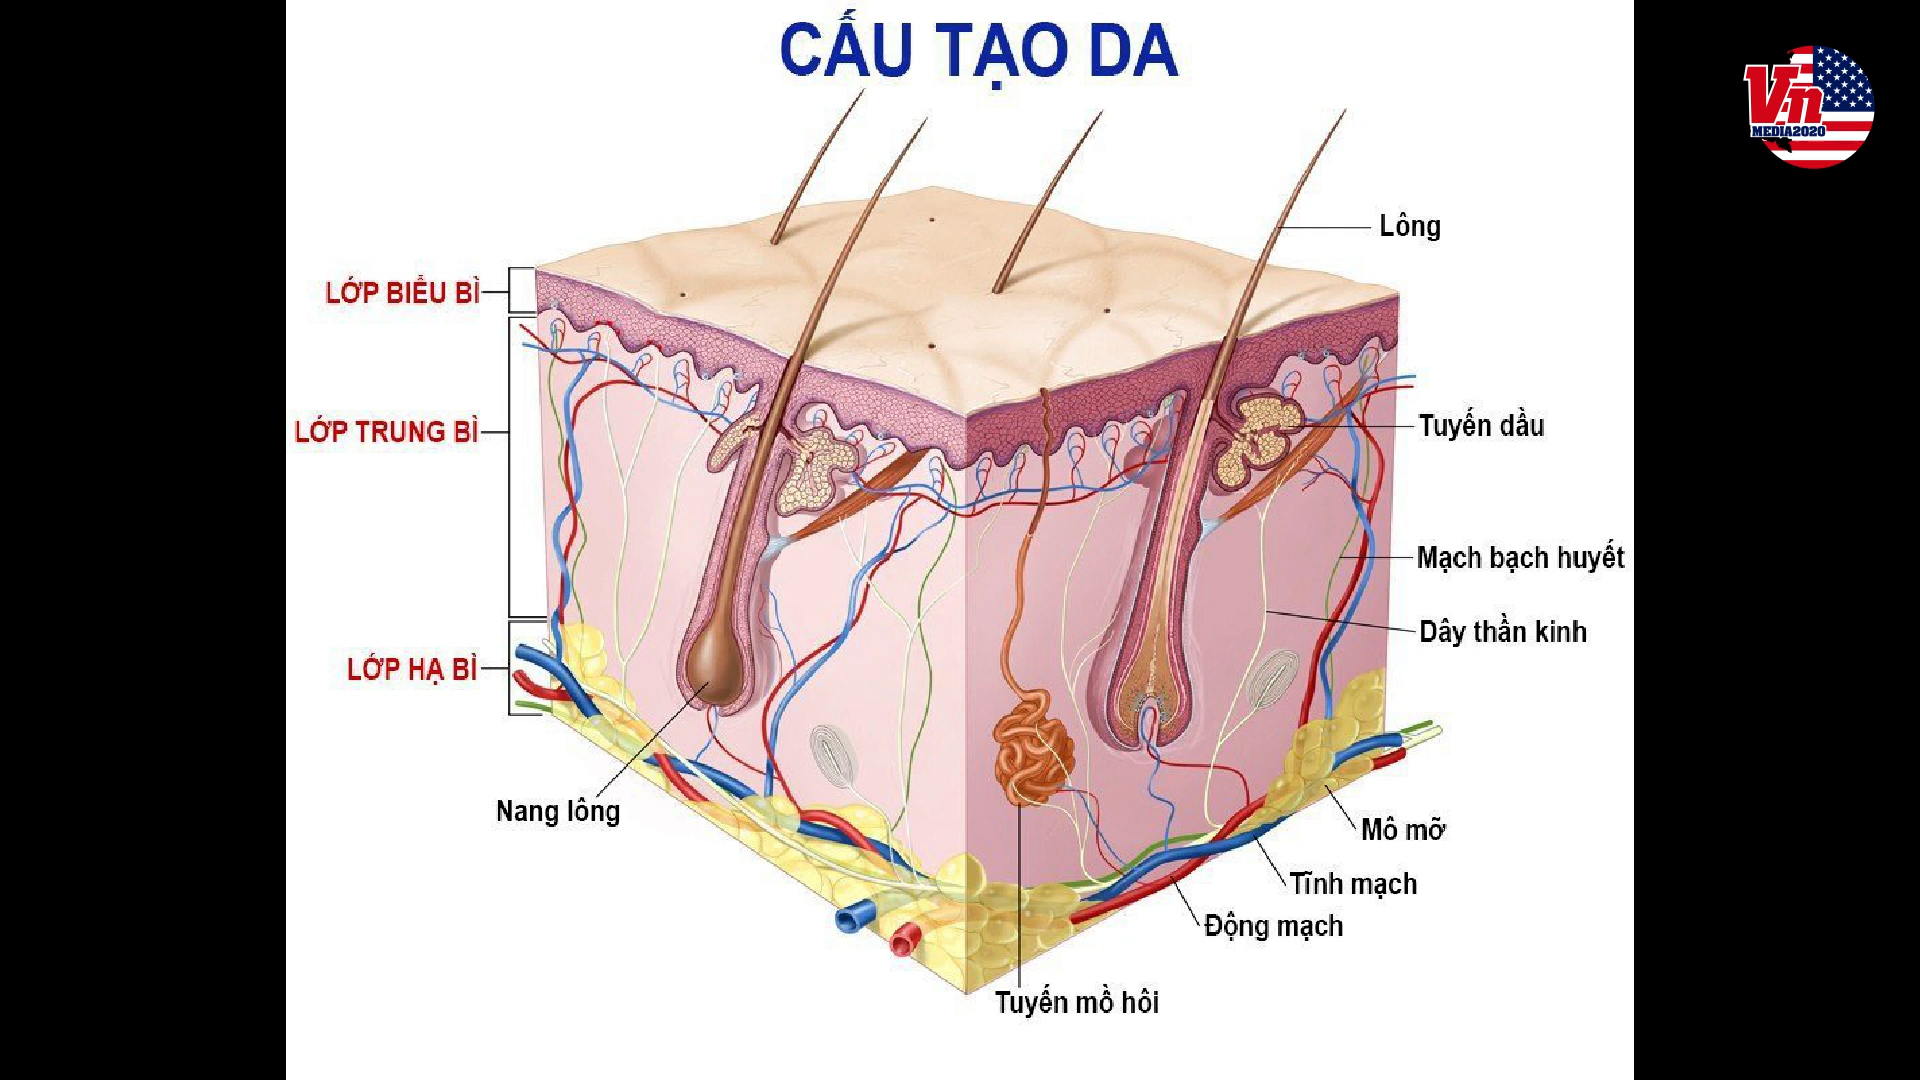 CẤU TẠO DA
Vn
MEDIA2020
Lông
LỚP BIỂU BÌ
LỚP TRUNG BÌ
Tuyến dầu
Mạch bạch huyết
Dây thần kinh
LỚP HẠ BÌ
Nang lông
Mô mỡ
Tĩnh mạch
Động mạch
Tuyến mồ hôi